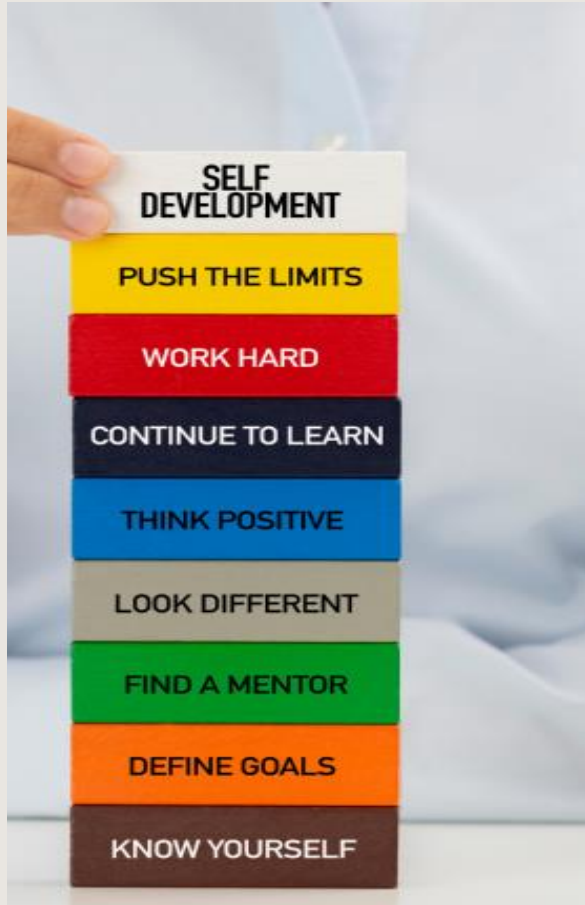 SELF
DEVELOPMENT
PUSH THE LIMITS
WORK HARD
CONTINUE TO LEARN
THINK POSITIVE
LOOK DIFFERENT
FIND A MENTOR
DEFINE GOALS
KNOW YOURSELF